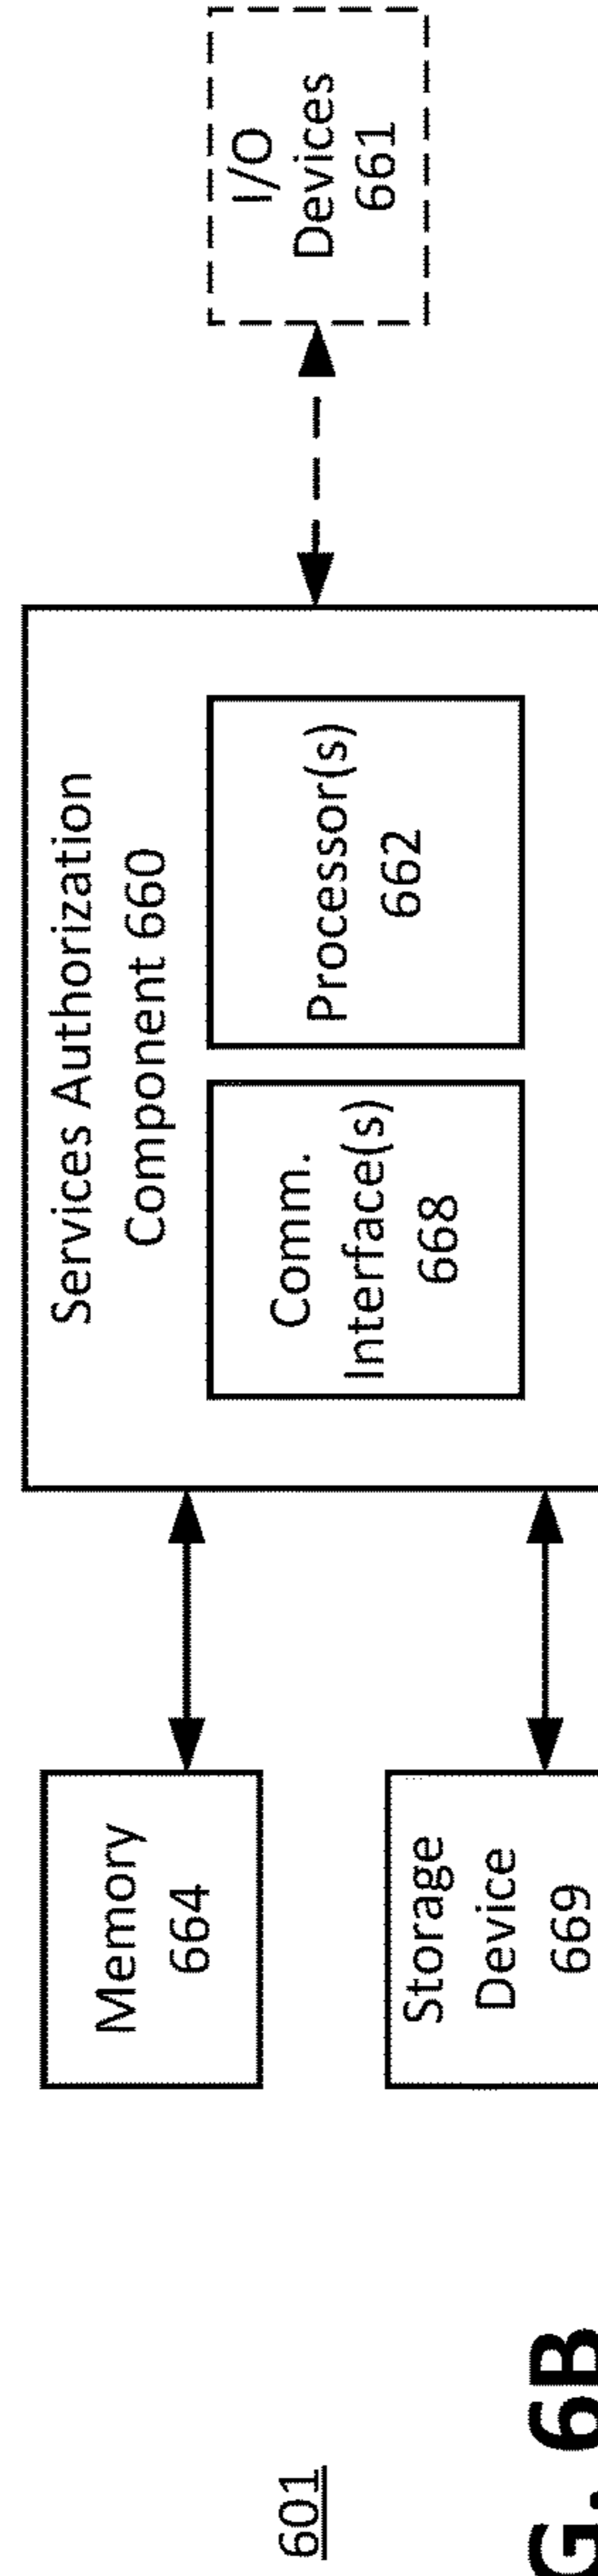 601
Memory
664
Storage
Device
669
Services Authorization
Component 660
Comm.
Interface(s)
668
Processor(s)
662
I/O
Devices
661
G. 6B